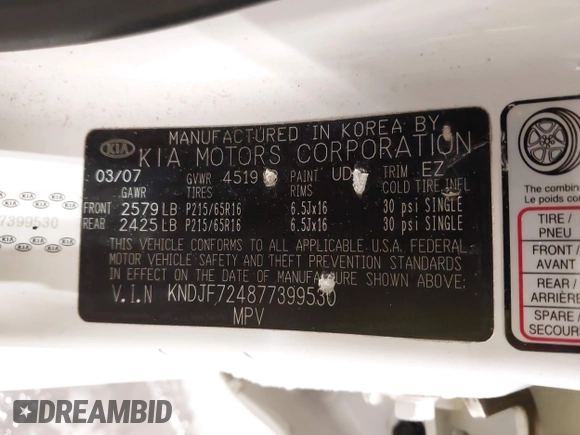 MANUFACTURED IN KOREA BY
KIA KIA MOTORS CORPORATION
03/07 GVWR 4519 PAINT UD TRIM EZ
GAWR TIRES RIMS COLD TIRE INFL
FRONT 2579 LB P215/65R16 6.5Jx16 30 psi SINGLE
REAR 2425 LB P215/65R16 6.5Jx16 30 psi SINGLE
THIS VEHICLE CONFORMS TO ALL APPLICABLE U.S.A. FEDERAL
MOTOR VEHICLE SAFETY AND THEFT PREVENTION STANDARDS
IN EFFECT ON THE DATE OF MANUFACTURE SHOWN ABOVE.
V.I.N KNDJF724877399530
MPV
7399530
The combined
Le poids com
TIRE /
PNEU
FRONT /
AVANT
REAR /
ARRIÈRE
SPARE /
SECOURS
DREAMBID